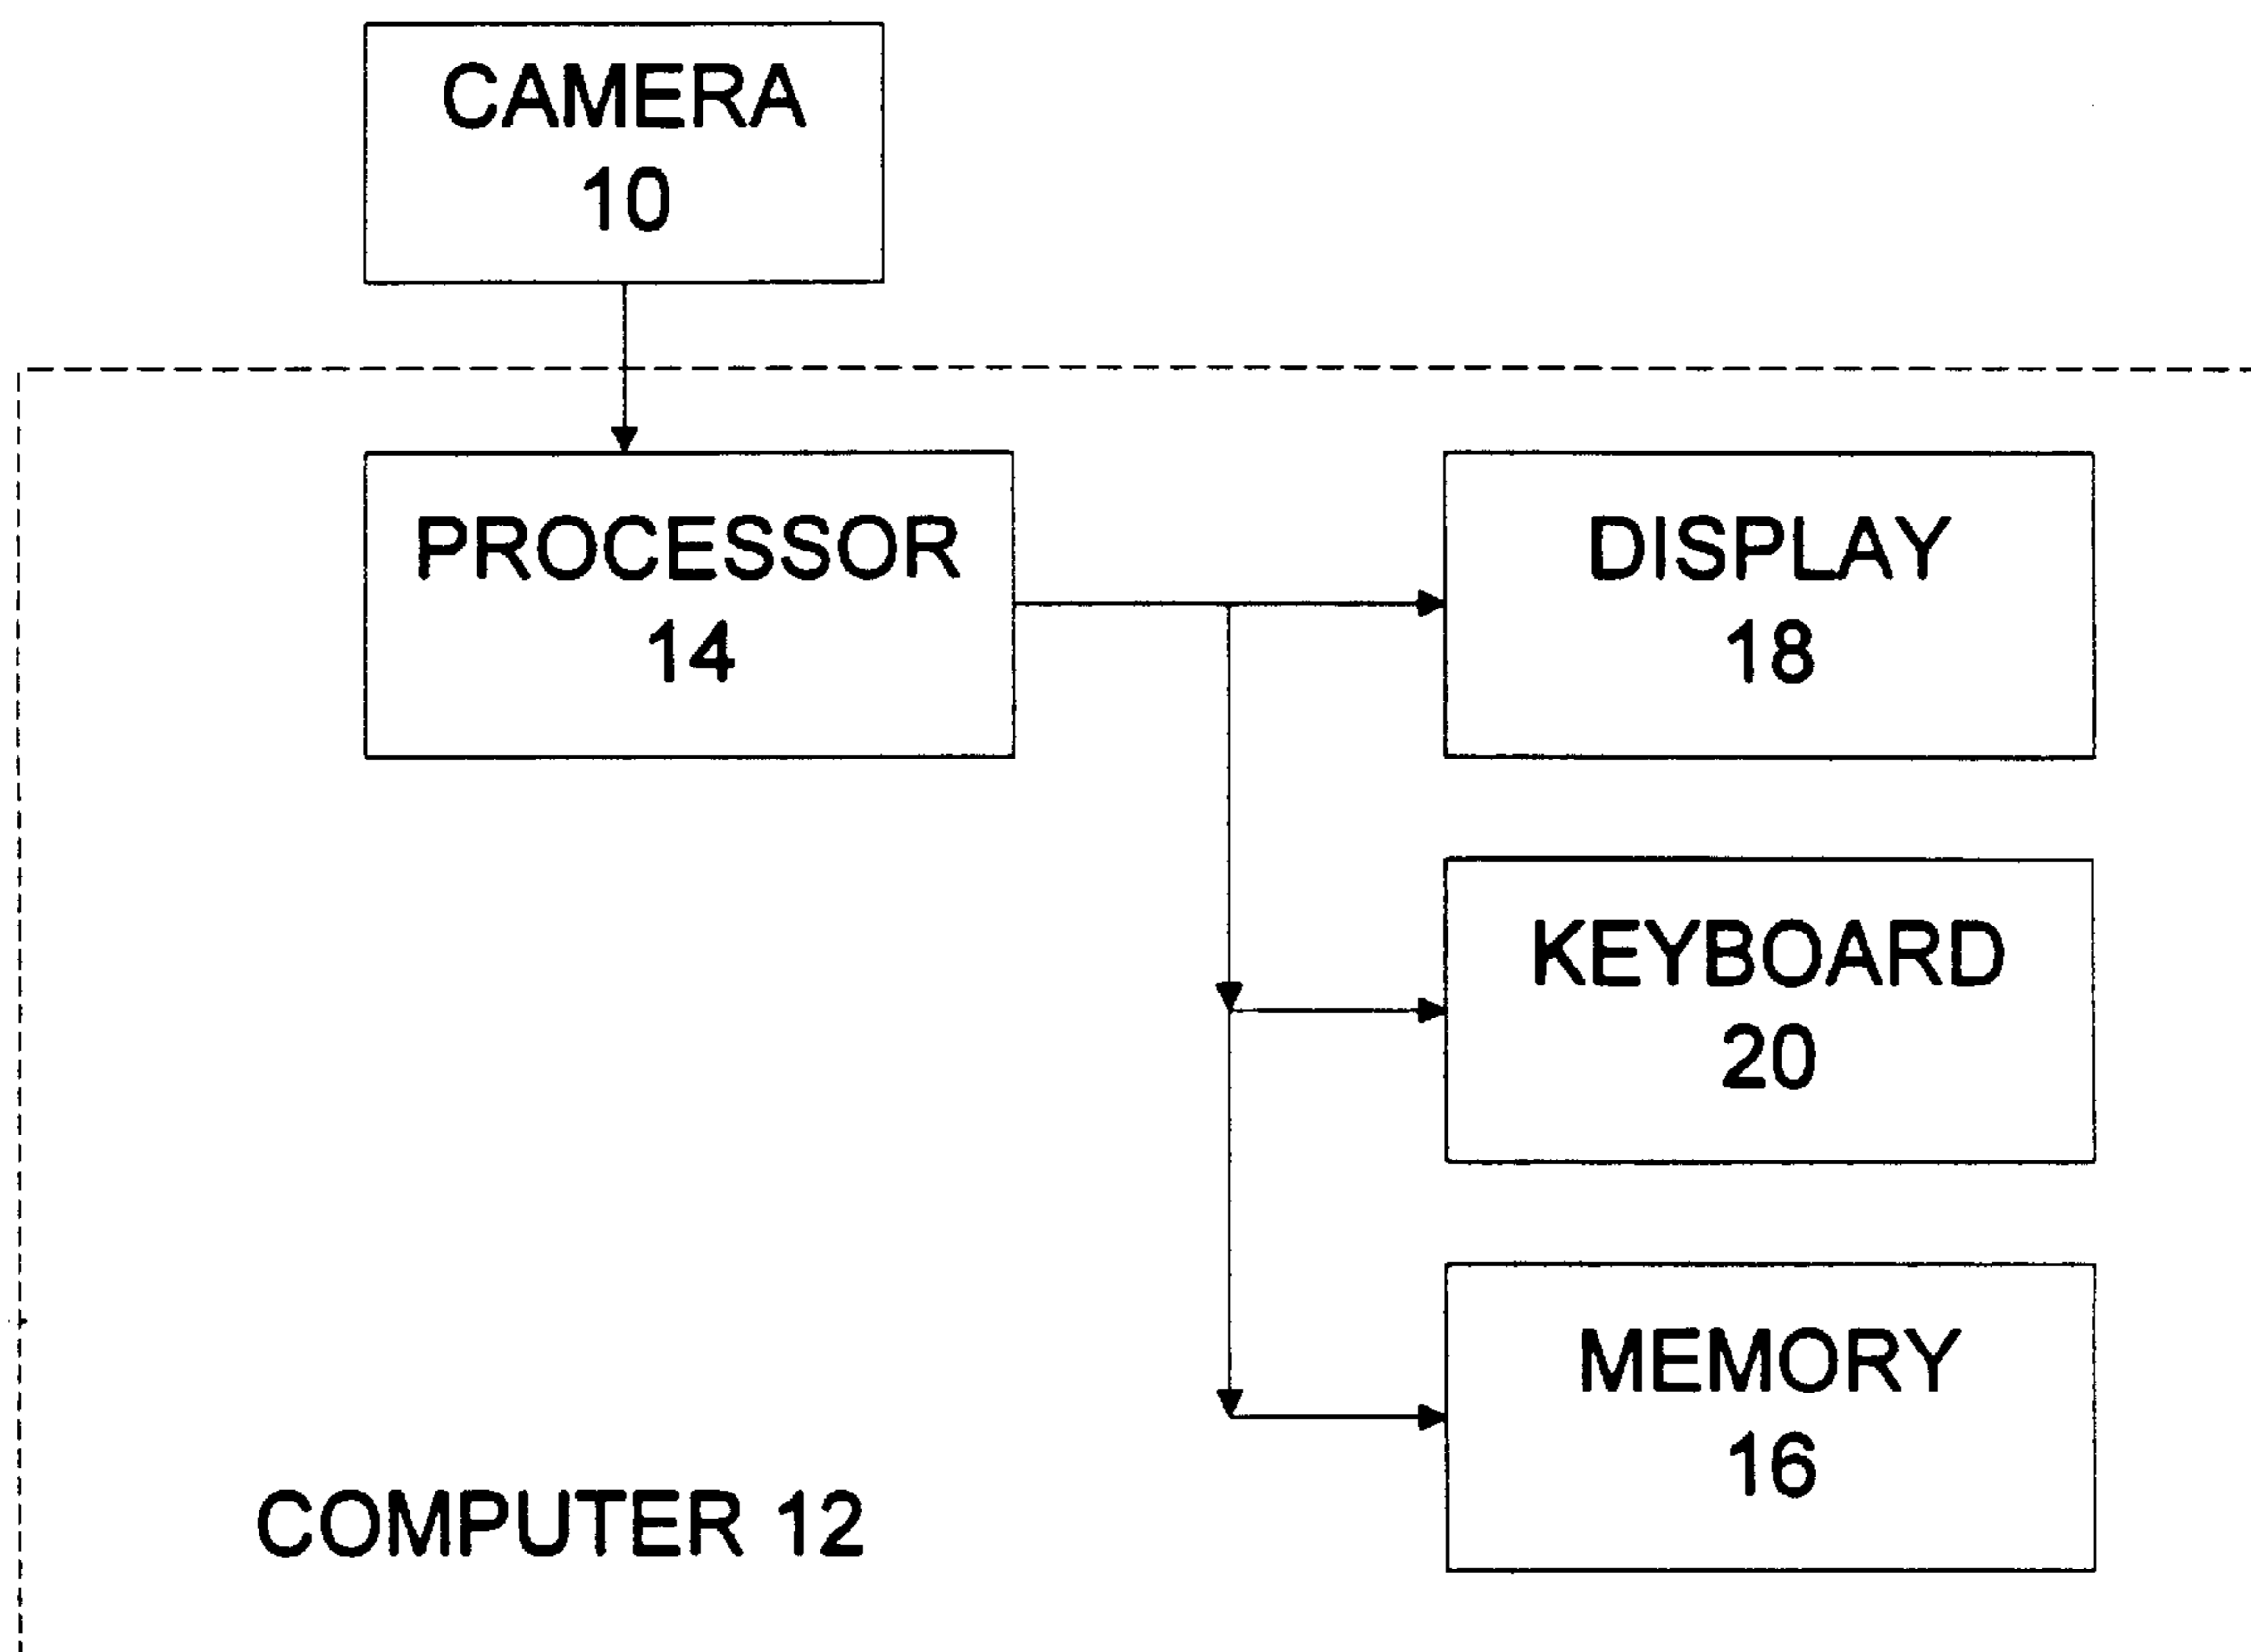 CAMERA
10
PROCESSOR
14
DISPLAY
18
KEYBOARD
20
MEMORY
16
COMPUTER 12